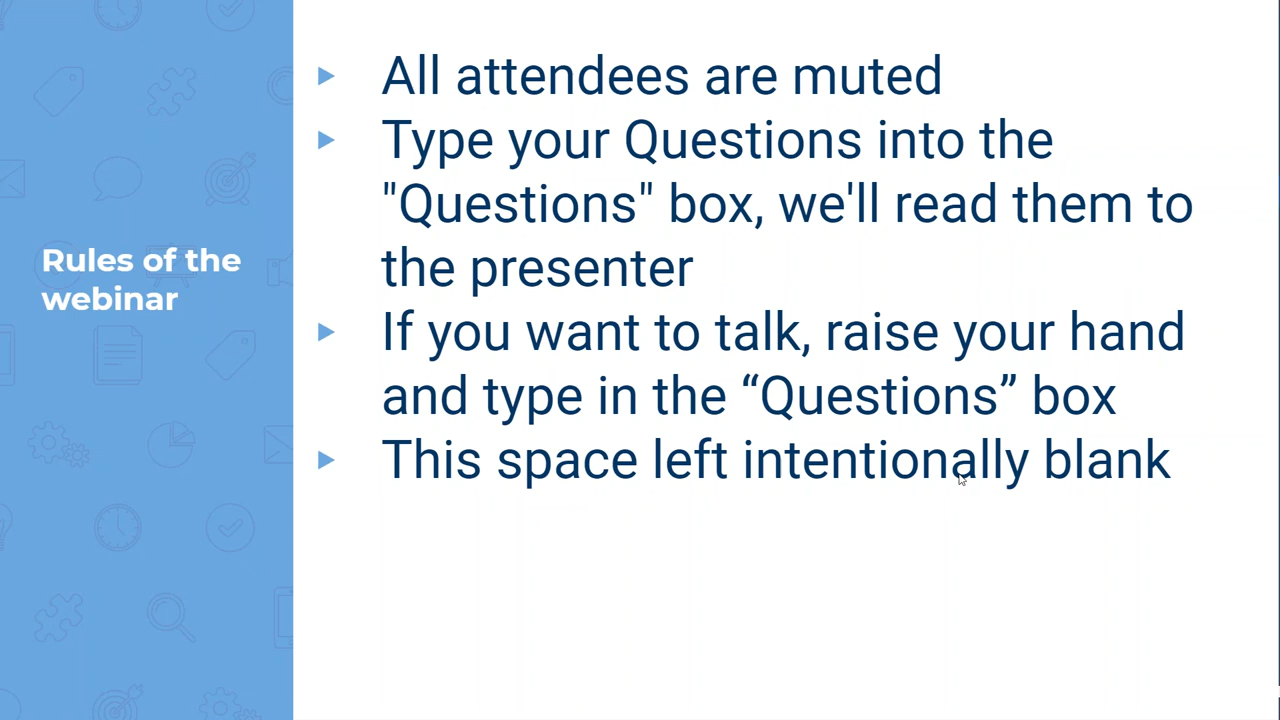 Rules of the
webinar
All attendees are muted
Type your Questions into the
"Questions" box, we'll read them to
the presenter
If you want to talk, raise your hand
and type in the “Questions” box
This space left intentionally blank